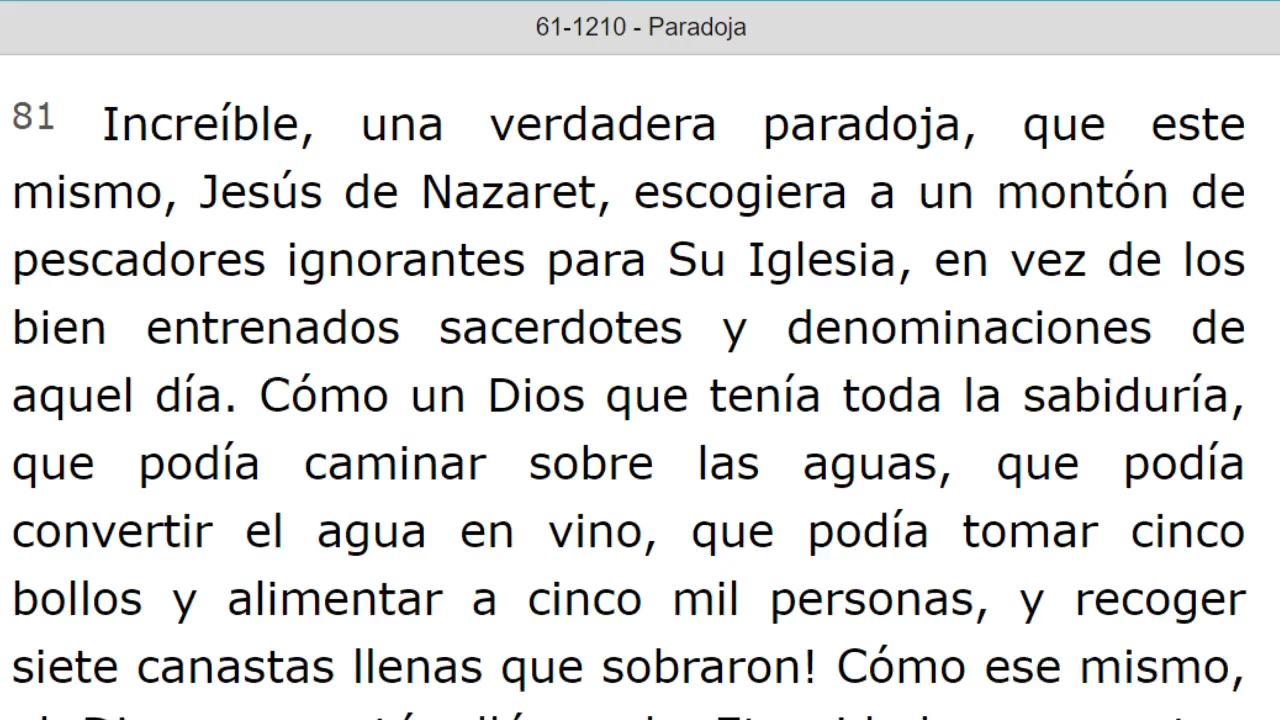 61-1210 - Paradoja
81 Increíble, una verdadera paradoja, que este
mismo, Jesús de Nazaret, escogiera a un montón de
pescadores ignorantes para Su Iglesia, en vez de los
bien entrenados sacerdotes y denominaciones de
aquel día. Cómo un Dios que tenía toda la sabiduría,
que podía caminar sobre las aguas, que podía
convertir el agua en vino, que podía tomar cinco
bollos y alimentar a cinco mil personas, y recoger
siete canastas llenas que sobraron! Cómo ese mismo,